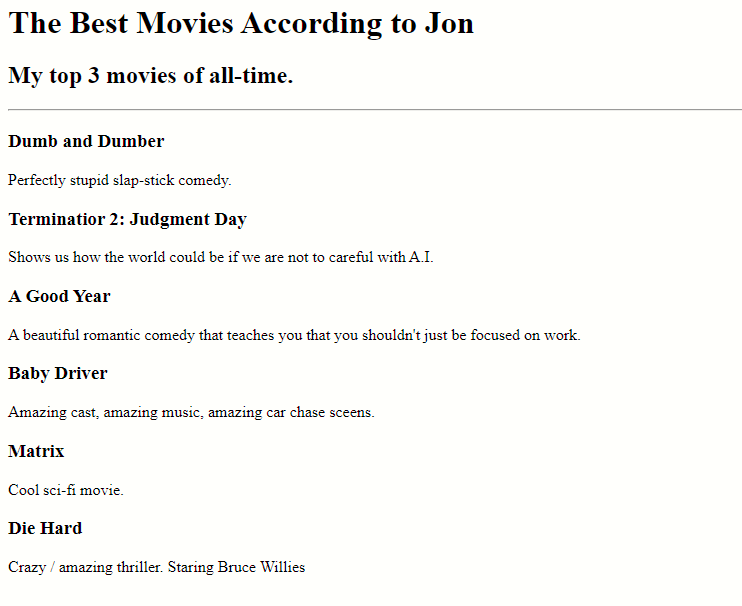 The Best Movies According to Jon
My top 3 movies of all-time.
Dumb and Dumber
Perfectly stupid slap-stick comedy.
Terminatior 2: Judgment Day
Shows us how the world could be if we are not to careful with A.I.
A Good Year
A beautiful romantic comedy that teaches you that you shouldn't just be focused on work.
Baby Driver
Amazing cast, amazing music, amazing car chase sceens.
Matrix
Cool sci-fi movie.
Die Hard
Crazy / amazing thriller. Staring Bruce Willies